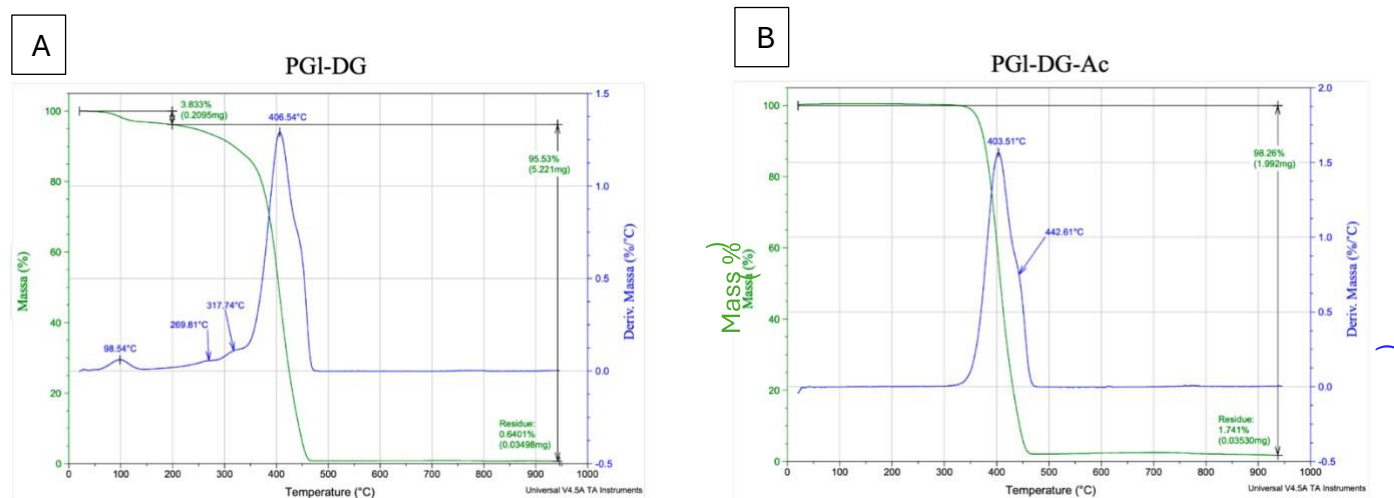 A
PGl-DG
3.833%
(0.2095mg)
406.54°C
95.53%
(5.221mg)
317.74°C
269.81°C
98.54°C
Residue:
0.6401%
(0.03498mg)
100
80
60
40
20
0
Massa (%)
1.5
1.0
0.5
0.0
-0.5
Deriv. Massa (%/°C)
0 100 200 300 400 500 600 700 800 900 1000
Temperature (°C)
Universal V4.5A TA Instruments
B
PGl-DG-Ac
403.51°C
98.26%
(1.992mg)
442.61°C
Residue:
1.741%
(0.03530mg)
100
80
60
40
20
0
Mass %)
(
Massa (%)
2.0
1.5
1.0
0.5
0.0
-0.5
Deriv. Massa (%/°C)
)
0 100 200 300 400 500 600 700 800 900 1000
Temperature (°C)
Universal V4.5A TA Instruments